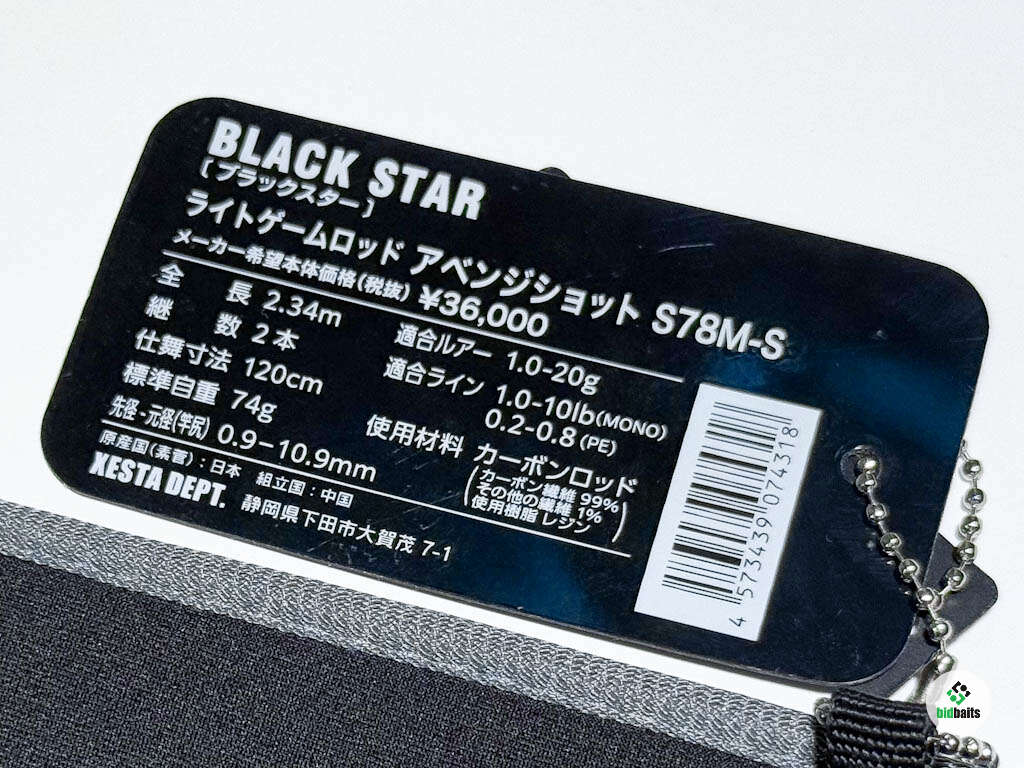 BLACK STAR
[ブラックスター]
ライトゲームロッド アベンジショット S78M-S
メーカー希望本体価格(税抜) ¥36,000
全長 2.34m
継数 2本
仕舞寸法 120cm
標準自重 74g
先径-元径(竿尻) 0.9-10.9mm
適合ルアー 1.0-20g
適合ライン 1.0-10lb(MONO)
0.2-0.8(PE)
使用材料 カーボンロッド
(カーボン繊維 99%
その他の繊維 1%
使用樹脂 レジン)
原産国(素言):日本 組立国:中国
XESTA DEPT. 静岡県下田市大賀茂 7-1
4 573439 074318
bidbaits